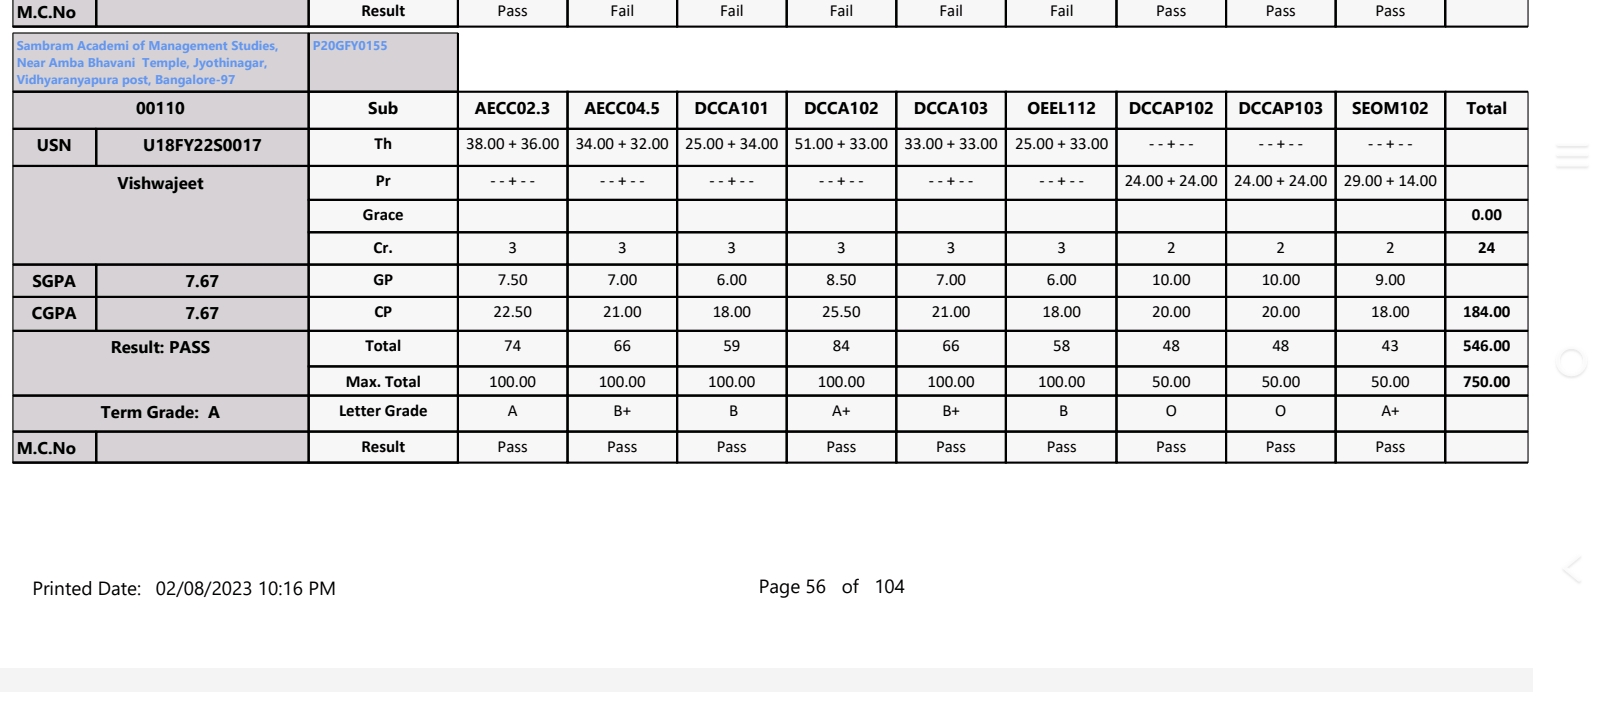 M.C.No Result Pass Fail Fail Fail Fail Fail Pass Pass Pass
Sambram Academi of Management Studies, P20GFY0155
Near Amba Bhavani Temple, Jyothinagar,
Vidhyaranyapura post, Bangalore-97
00110 Sub AECC02.3 AECC04.5 DCCA101 DCCA102 DCCA103 OEEL112 DCCAP102 DCCAP103 SEOM102 Total
USN U18FY22S0017 Th 38.00 + 36.00 34.00 + 32.00 25.00 + 34.00 51.00 + 33.00 33.00 + 33.00 25.00 + 33.00 - - + - - - - + - - - - + - -
Vishwajeet Pr - - + - - - - + - - - - + - - - - + - - - - + - - - - + - - 24.00 + 24.00 24.00 + 24.00 29.00 + 14.00
Grace 0.00
Cr. 3 3 3 3 3 3 2 2 2 24
SGPA 7.67 GP 7.50 7.00 6.00 8.50 7.00 6.00 10.00 10.00 9.00
CGPA 7.67 CP 22.50 21.00 18.00 25.50 21.00 18.00 20.00 20.00 18.00 184.00
Result: PASS Total 74 66 59 84 66 58 48 48 43 546.00
Max. Total 100.00 100.00 100.00 100.00 100.00 100.00 50.00 50.00 50.00 750.00
Term Grade: A Letter Grade A B+ B A+ B+ B O O A+
M.C.No Result Pass Pass Pass Pass Pass Pass Pass Pass Pass
Printed Date: 02/08/2023 10:16 PM Page 56 of 104